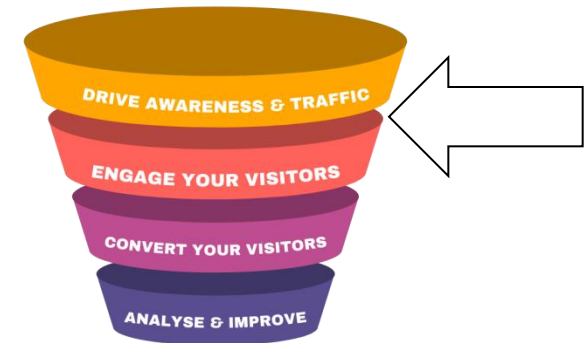 DRIVE AWARENESS & TRAFFIC
ENGAGE YOUR VISITORS
CONVERT YOUR VISITORS
ANALYSE & IMPROVE